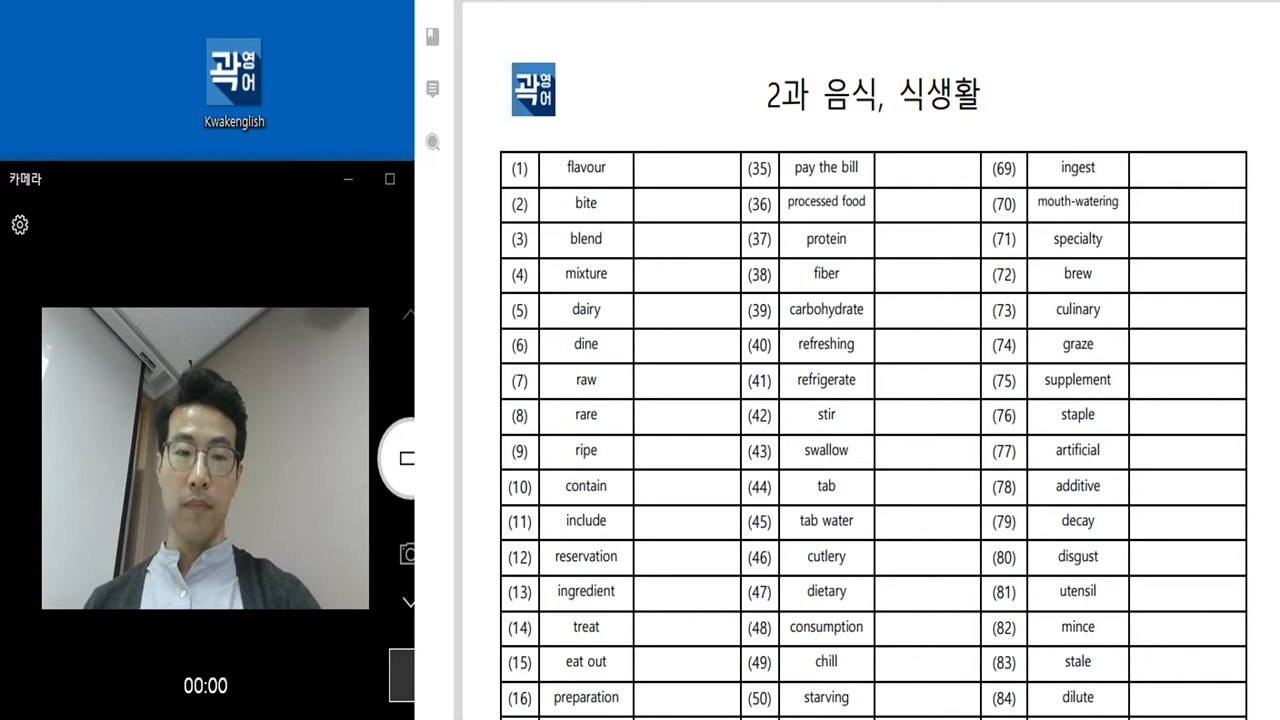 곽영어
Kwakenglish
카메라
00:00
곽영어
2과 음식, 식생활
(1) flavour (35) pay the bill (69) ingest
(2) bite (36) processed food (70) mouth-watering
(3) blend (37) protein (71) specialty
(4) mixture (38) fiber (72) brew
(5) dairy (39) carbohydrate (73) culinary
(6) dine (40) refreshing (74) graze
(7) raw (41) refrigerate (75) supplement
(8) rare (42) stir (76) staple
(9) ripe (43) swallow (77) artificial
(10) contain (44) tab (78) additive
(11) include (45) tab water (79) decay
(12) reservation (46) cutlery (80) disgust
(13) ingredient (47) dietary (81) utensil
(14) treat (48) consumption (82) mince
(15) eat out (49) chill (83) stale
(16) preparation (50) starving (84) dilute